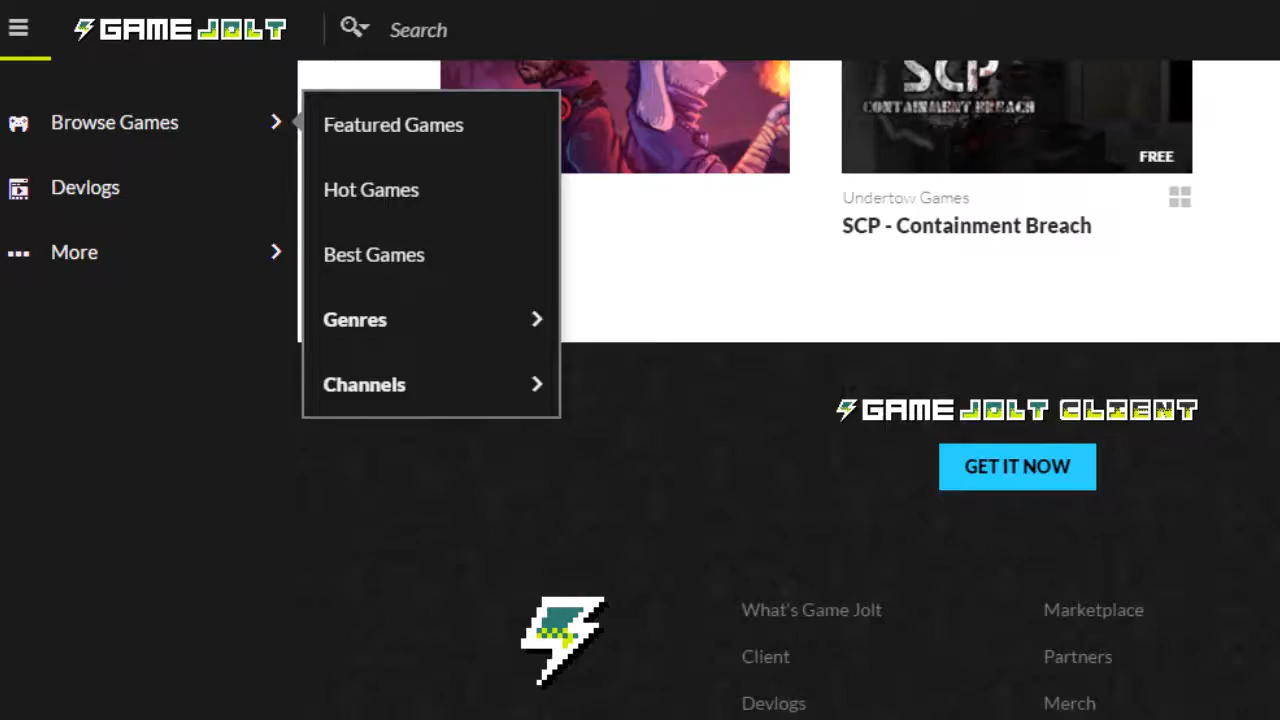 GAME JOLT
Search
Browse Games
Devlogs
More
Featured Games
Hot Games
Best Games
Genres
Channels
SCP
CONTAINMENT BREACH
FREE
Undertow Games
SCP - Containment Breach
GAME JOLT CLIENT
GET IT NOW
What's Game Jolt
Marketplace
Client
Partners
Devlogs
Merch